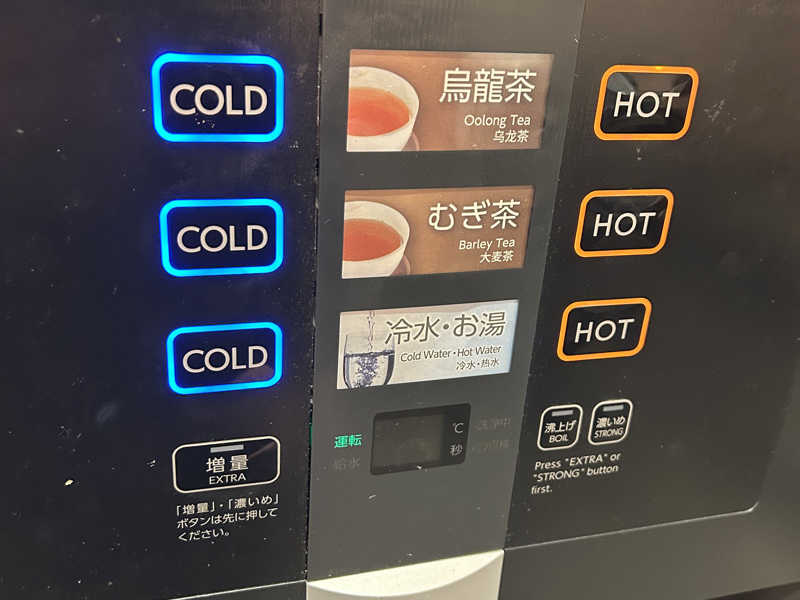 COLD
烏龍茶
Oolong Tea
乌龙茶
HOT
COLD
むぎ茶
Barley Tea
大麦茶
HOT
COLD
冷水・お湯
Cold Water・Hot Water
冷水・热水
HOT
増量
EXTRA
「増量」・「濃いめ」
ボタンは先に押して
ください。
運転
給水
℃
秒
洗浄中
沸上げ
BOIL
濃いめ
STRONG
Press "EXTRA" or
"STRONG" button
first.